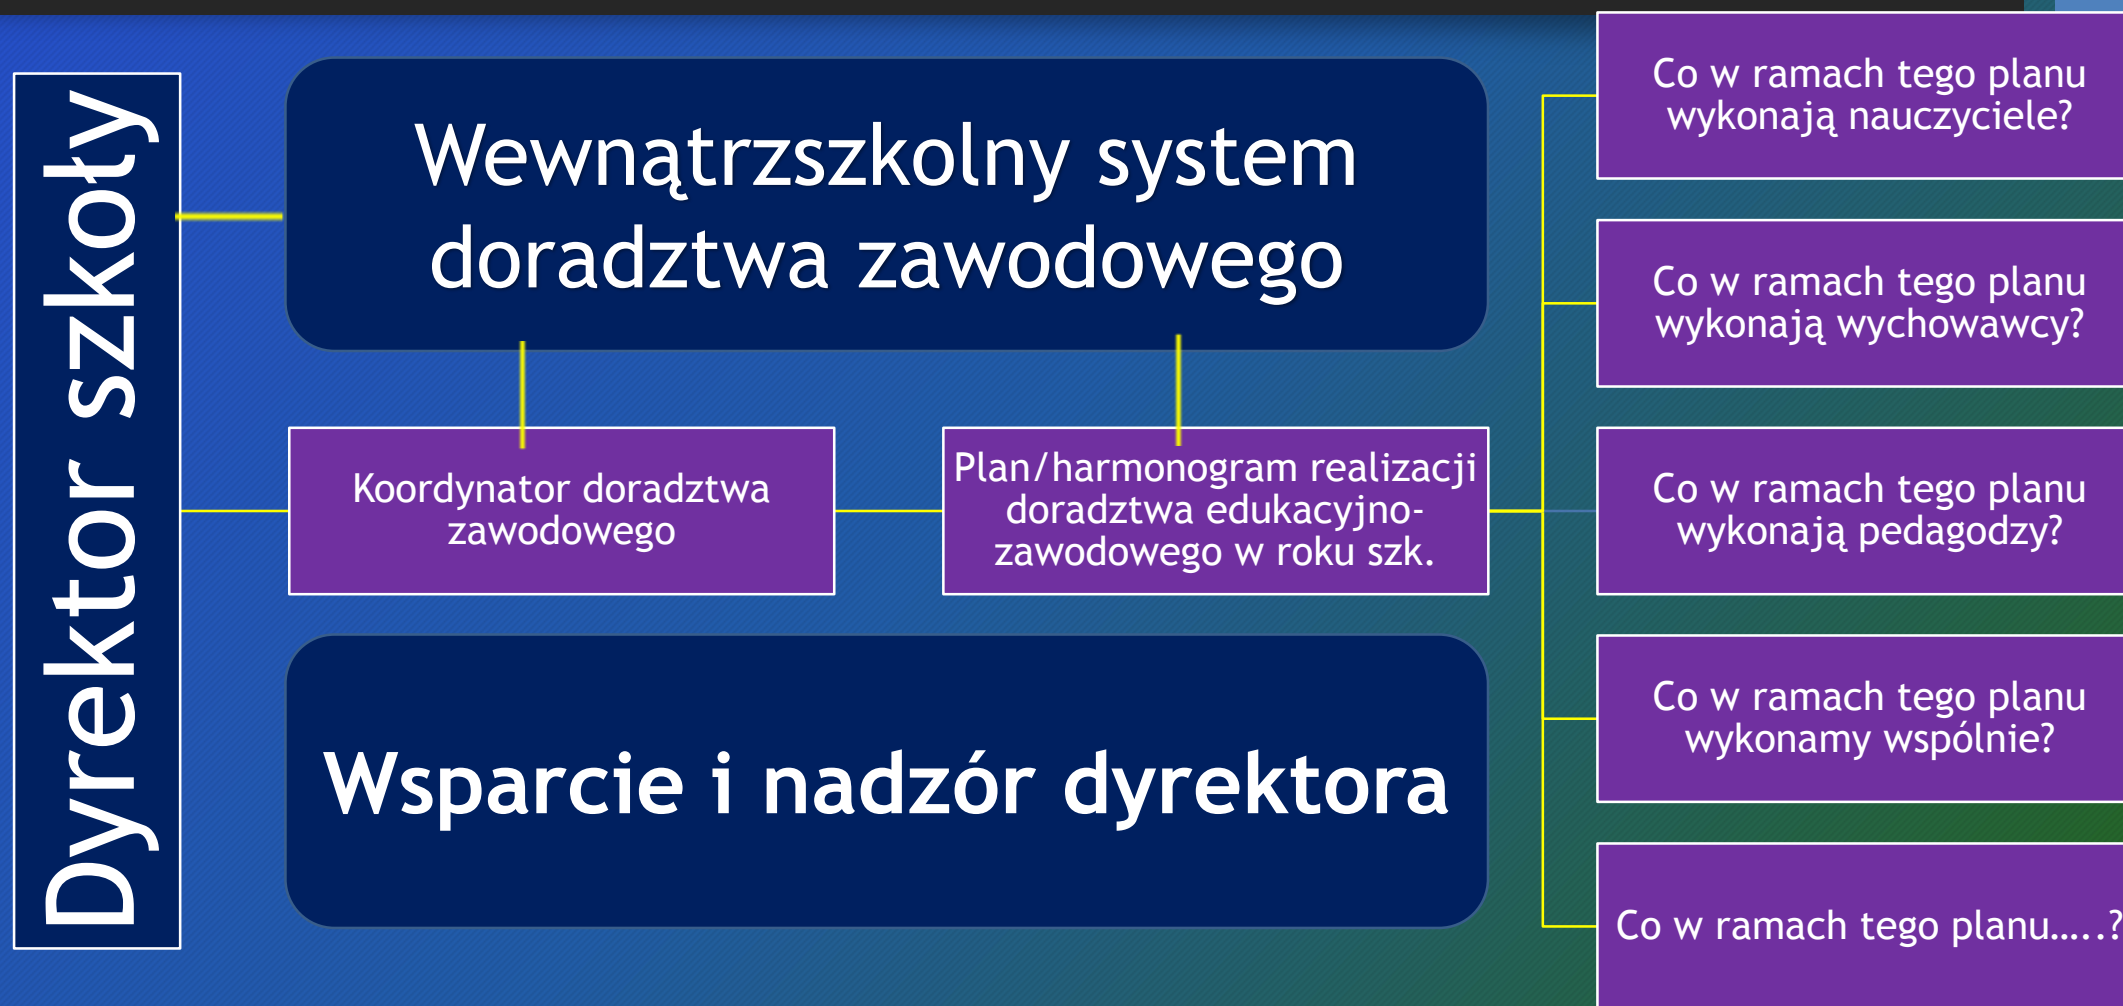 Dyrektor szkoły
Wewnątrzszkolny system
doradztwa zawodowego
Koordynator doradztwa
zawodowego
Plan/harmonogram realizacji
doradztwa edukacyjno-
zawodowego w roku szk.
Wsparcie i nadzór dyrektora
Co w ramach tego planu
wykonają nauczyciele?
Co w ramach tego planu
wykonają wychowawcy?
Co w ramach tego planu
wykonają pedagodzy?
Co w ramach tego planu
wykonamy wspólnie?
Co w ramach tego planu…..?